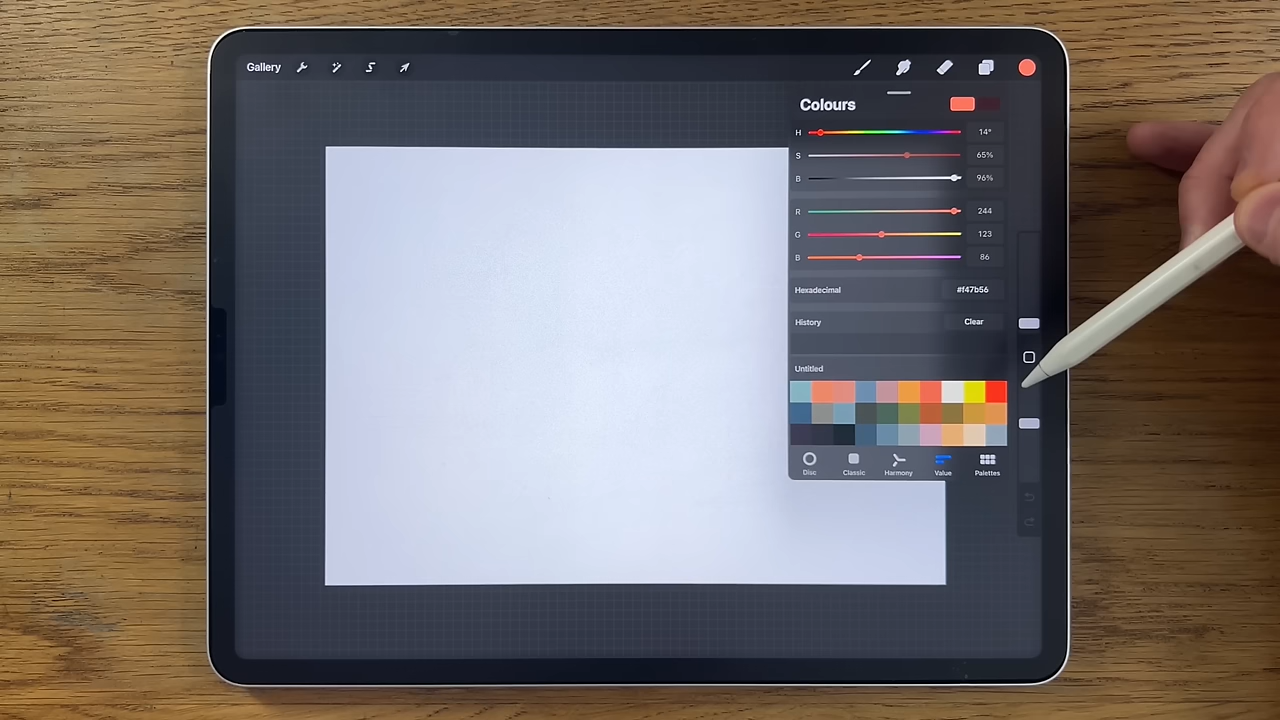 Gallery
Colours
H 14°
S 65%
B 96%
R 244
G 123
B 86
Hexadecimal #f47b56
History Clear
Untitled
Disc Classic Harmony Value Palettes